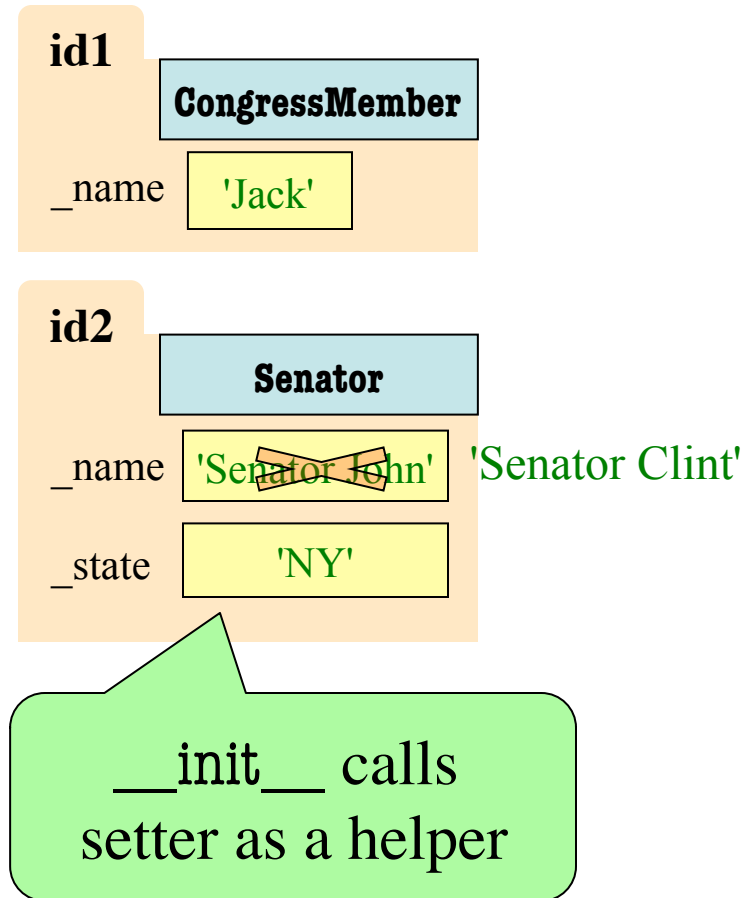 id1
CongressMember
_name 'Jack'
id2
Senator
_name 'Senator John' 'Senator Clint'
_state 'NY'
__init__ calls
setter as a helper